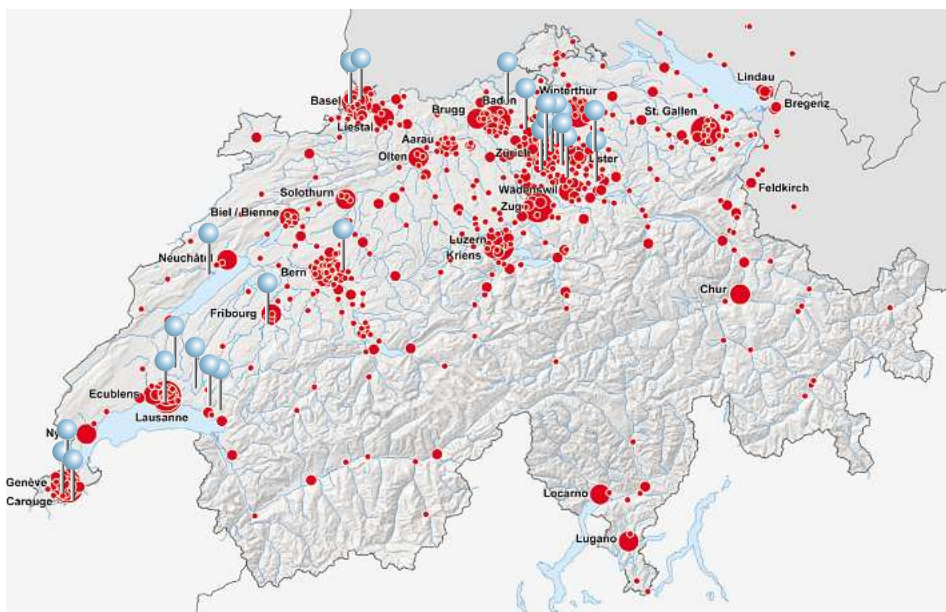 Lindau
Bregenz
Basel
Liestal
Brugg
Baden
Winterthur
St. Gallen
Aarau
Olten
Zürich
Uster
Feldkirch
Wädenswil
Zug
Solothurn
Biel / Bienne
Luzern
Kriens
Neuchâtel
Bern
Chur
Fribourg
Ecublens
Lausanne
Ny
Genève
Carouge
Locarno
Lugano